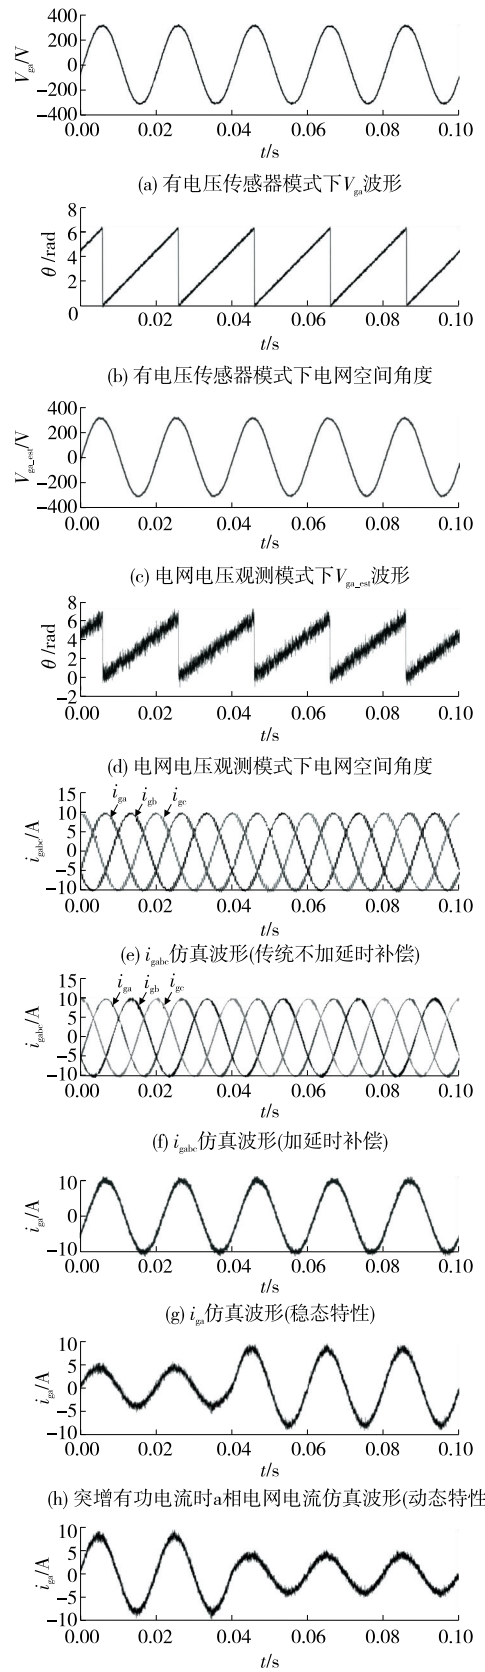 400
200
0
−200
−400
V_ga/V
0.00 0.02 0.04 0.06 0.08 0.10
t/s
(a) 有电压传感器模式下V_ga波形
8
6
4
2
0
θ/rad
0.02 0.04 0.06 0.08 0.10
t/s
(b) 有电压传感器模式下电网空间角度
400
200
0
−200
−400
V_ga_est/V
0.00 0.02 0.04 0.06 0.08 0.10
t/s
(c) 电网电压观测模式下V_ga_est波形
8
6
4
2
0
−2
θ/rad
0.00 0.02 0.04 0.06 0.08 0.10
t/s
(d) 电网电压观测模式下电网空间角度
i_ga i_gb i_gc
15
10
5
0
−5
−10
i_gabc/A
0.00 0.02 0.04 0.06 0.08 0.10
t/s
(e) i_gabc仿真波形(传统不加延时补偿)
i_ga i_gb i_gc
15
10
5
0
−5
−10
i_gabc/A
0.00 0.02 0.04 0.06 0.08 0.10
t/s
(f) i_gabc仿真波形(加延时补偿)
10
0
−10
i_ga/A
0.00 0.02 0.04 0.06 0.08 0.10
t/s
(g) i_ga仿真波形(稳态特性)
10
5
0
−5
−10
i_ga/A
0.00 0.02 0.04 0.06 0.08 0.10
t/s
(h) 突增有功电流时a相电网电流仿真波形(动态特性
10
5
0
−5
−10
i_ga/A
0.00 0.02 0.04 0.06 0.08 0.10
t/s